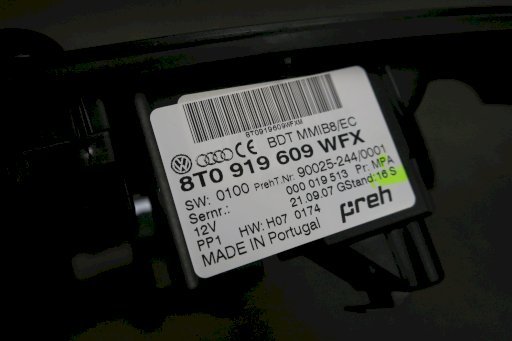 8T0919609WFXM
CE BDT MMIB8/EC
8T0 919 609 WFX
SW: 0100 PrehT.Nr: 90025-244/0001
Sernr.: 000 019 513 Pr: MPA
12V 21.09.07 GStand: 16 S
PP1 HW: H07 0174
MADE IN Portugal
preh